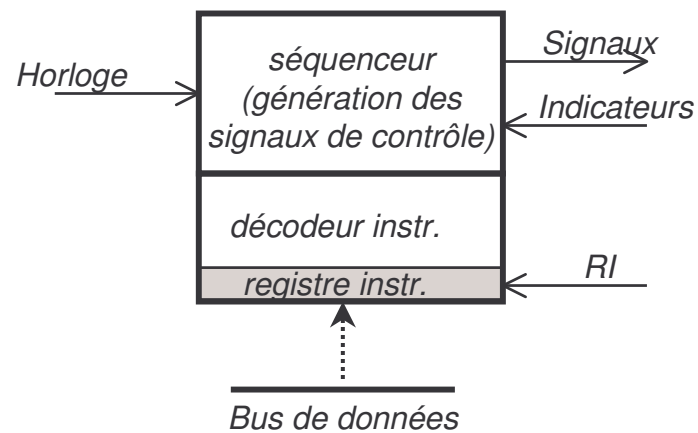 Horloge
séquenceur
(génération des
signaux de contrôle)
Signaux
Indicateurs
décodeur instr.
registre instr.
RI
Bus de données